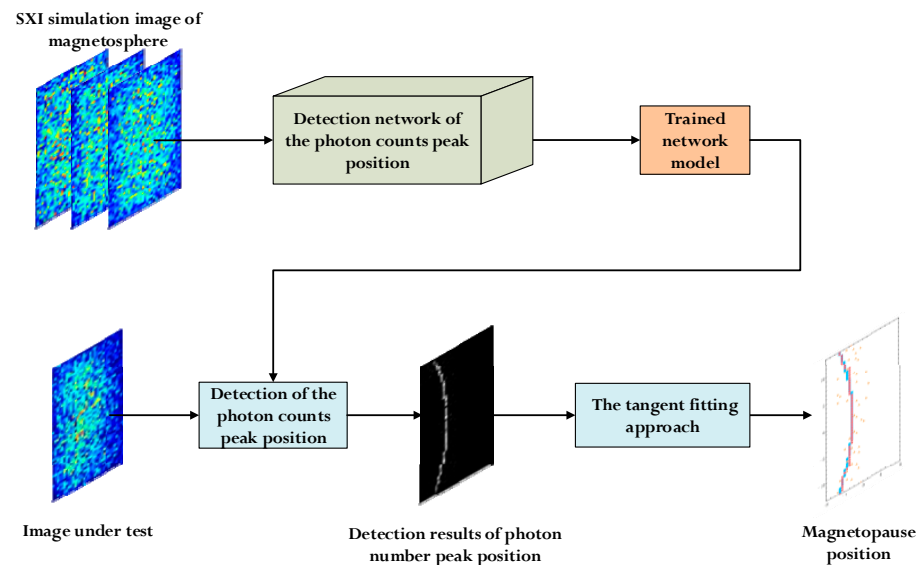 SXI simulation image of
magnetosphere
Detection network of
the photon counts peak
position
Trained
network
model
Detection of the
photon counts
peak position
The tangent fitting
approach
Image under test
Detection results of photon
number peak position
Magnetopause
position